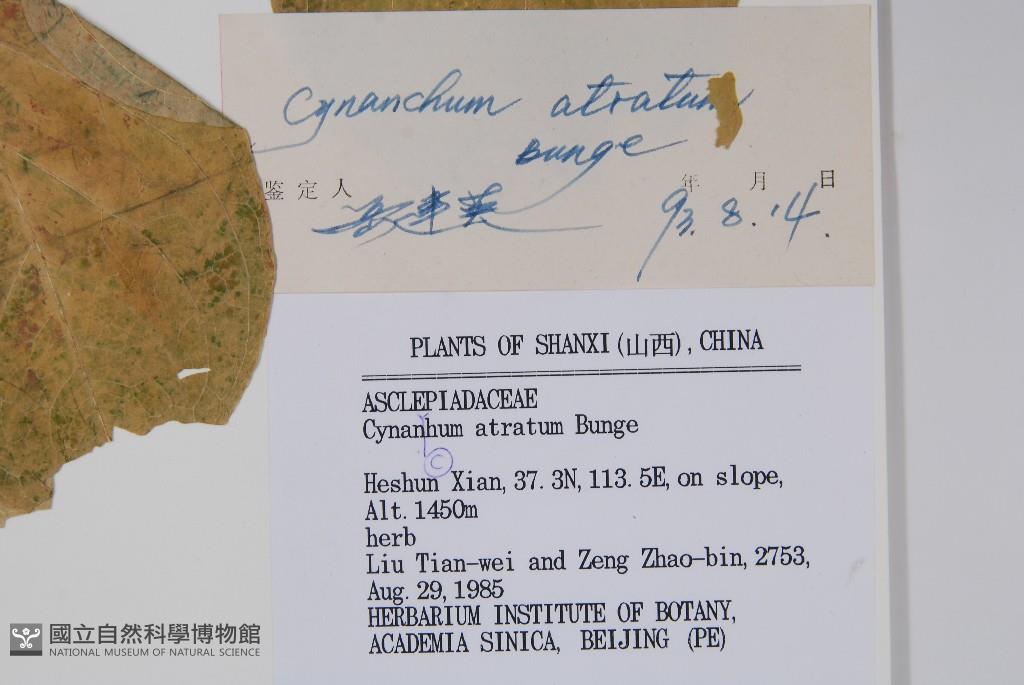 Cynanchum atratum
Bunge
鉴定人 年 月 日
93. 8. 14.
PLANTS OF SHANXI(山西), CHINA
ASCLEPIADACEAE
Cynanhum atratum Bunge
c
Heshun Xian, 37. 3N, 113. 5E, on slope,
Alt. 1450m
herb
Liu Tian-wei and Zeng Zhao-bin, 2753,
Aug. 29, 1985
HERBARIUM INSTITUTE OF BOTANY,
ACADEMIA SINICA, BEIJING (PE)
國立自然科學博物館
NATIONAL MUSEUM OF NATURAL SCIENCE